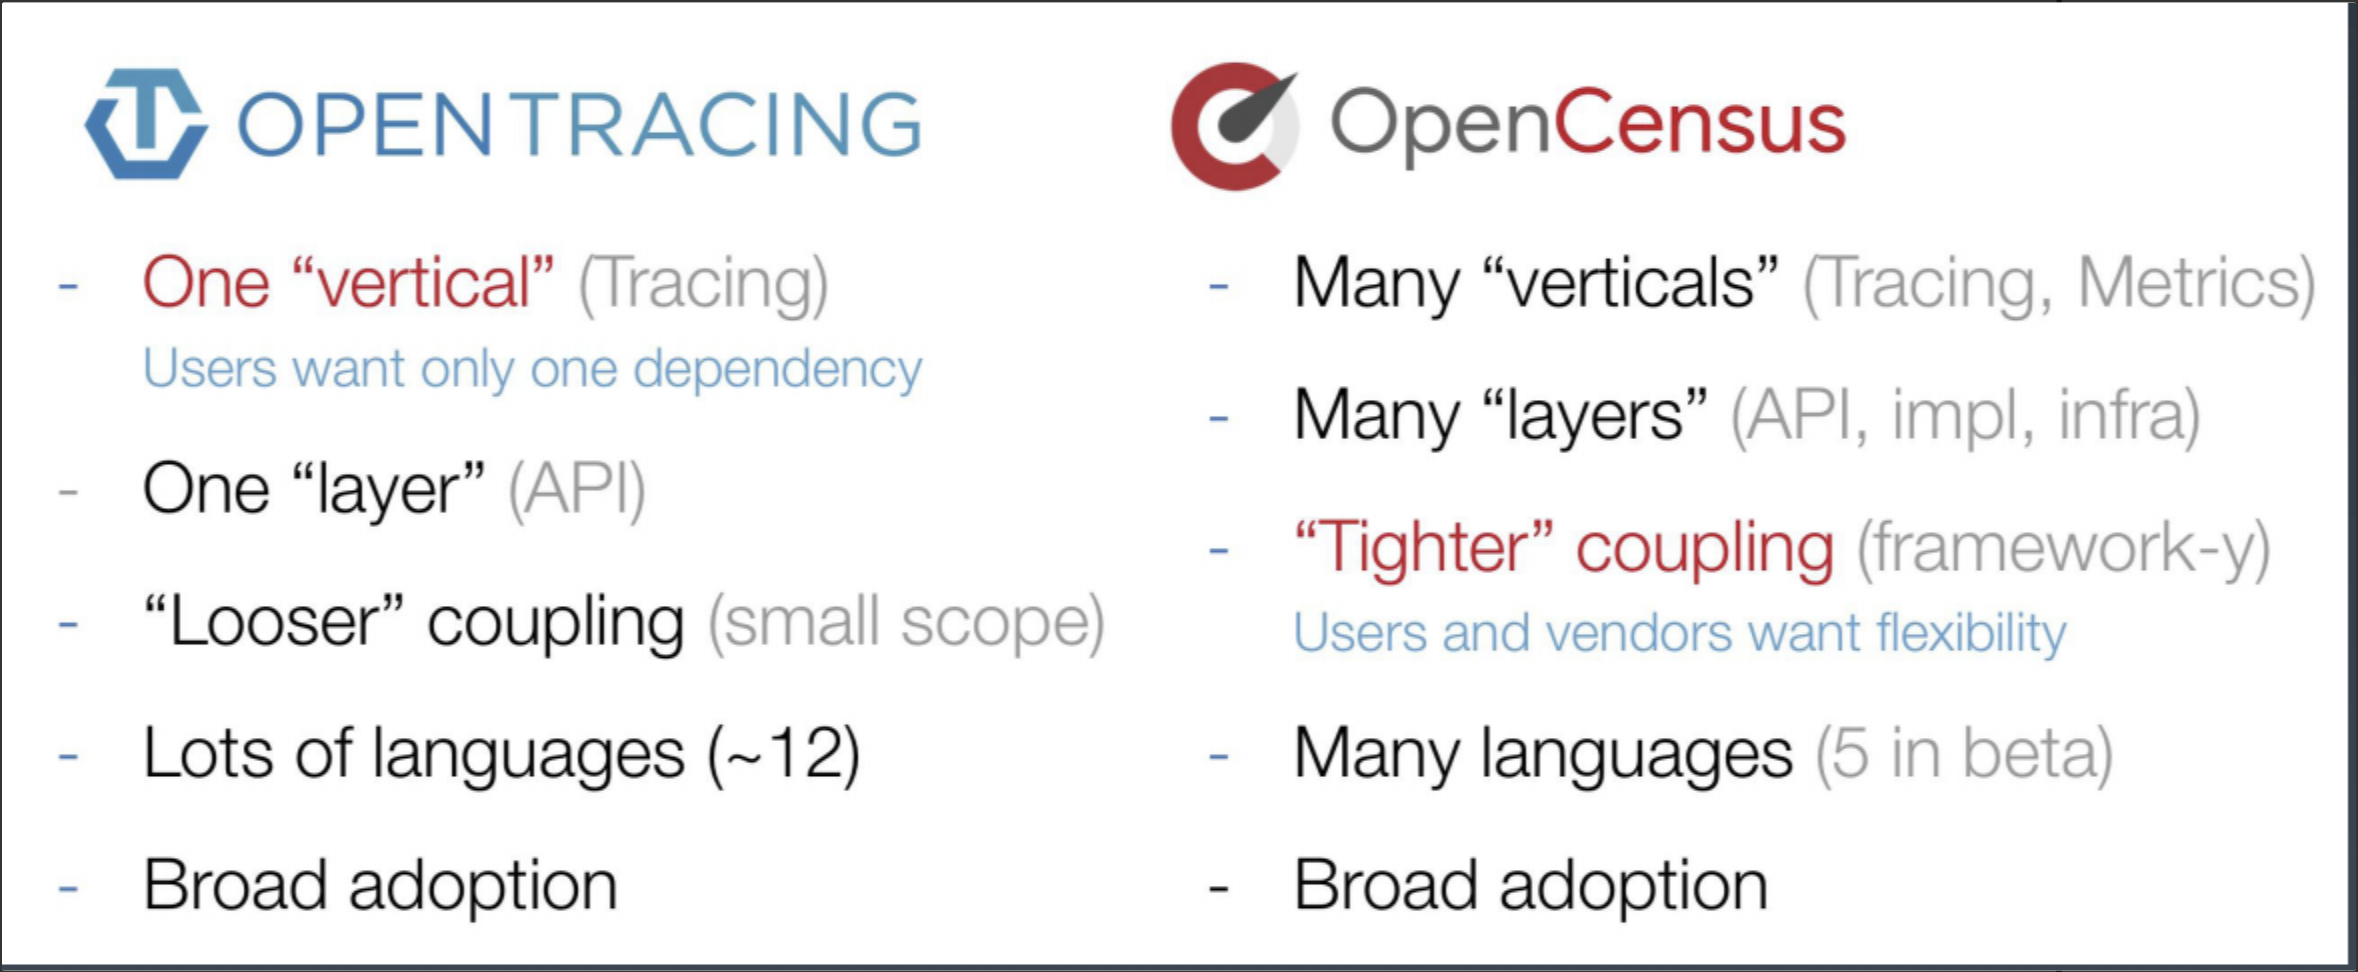 OPENTRACING
- One “vertical” (Tracing)
Users want only one dependency
- One “layer” (API)
- “Looser” coupling (small scope)
- Lots of languages (~12)
- Broad adoption
OpenCensus
- Many “verticals” (Tracing, Metrics)
- Many “layers” (API, impl, infra)
- “Tighter” coupling (framework-y)
Users and vendors want flexibility
- Many languages (5 in beta)
- Broad adoption